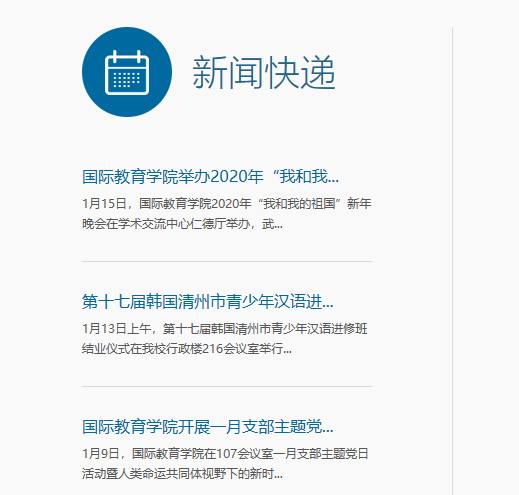 新闻快递
国际教育学院举办2020年“我和我...
1月15日，国际教育学院2020年“我和我的祖国”新年
晚会在学术交流中心仁德厅举办，武...
第十七届韩国清州市青少年汉语进...
1月13日上午，第十七届韩国清州市青少年汉语进修班
结业仪式在我校行政楼216会议室举行...
国际教育学院开展一月支部主题党...
1月9日，国际教育学院在107会议室一月支部主题党日
活动暨人类命运共同体视野下的新时...